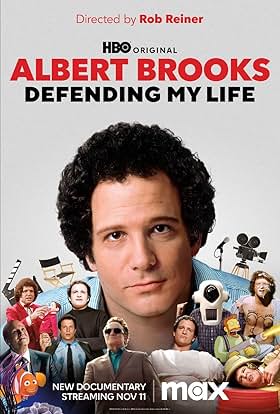 Directed by Rob Reiner
HBO ORIGINAL
ALBERT BROOKS
DEFENDING MY LIFE
NEW DOCUMENTARY
STREAMING NOV 11
max